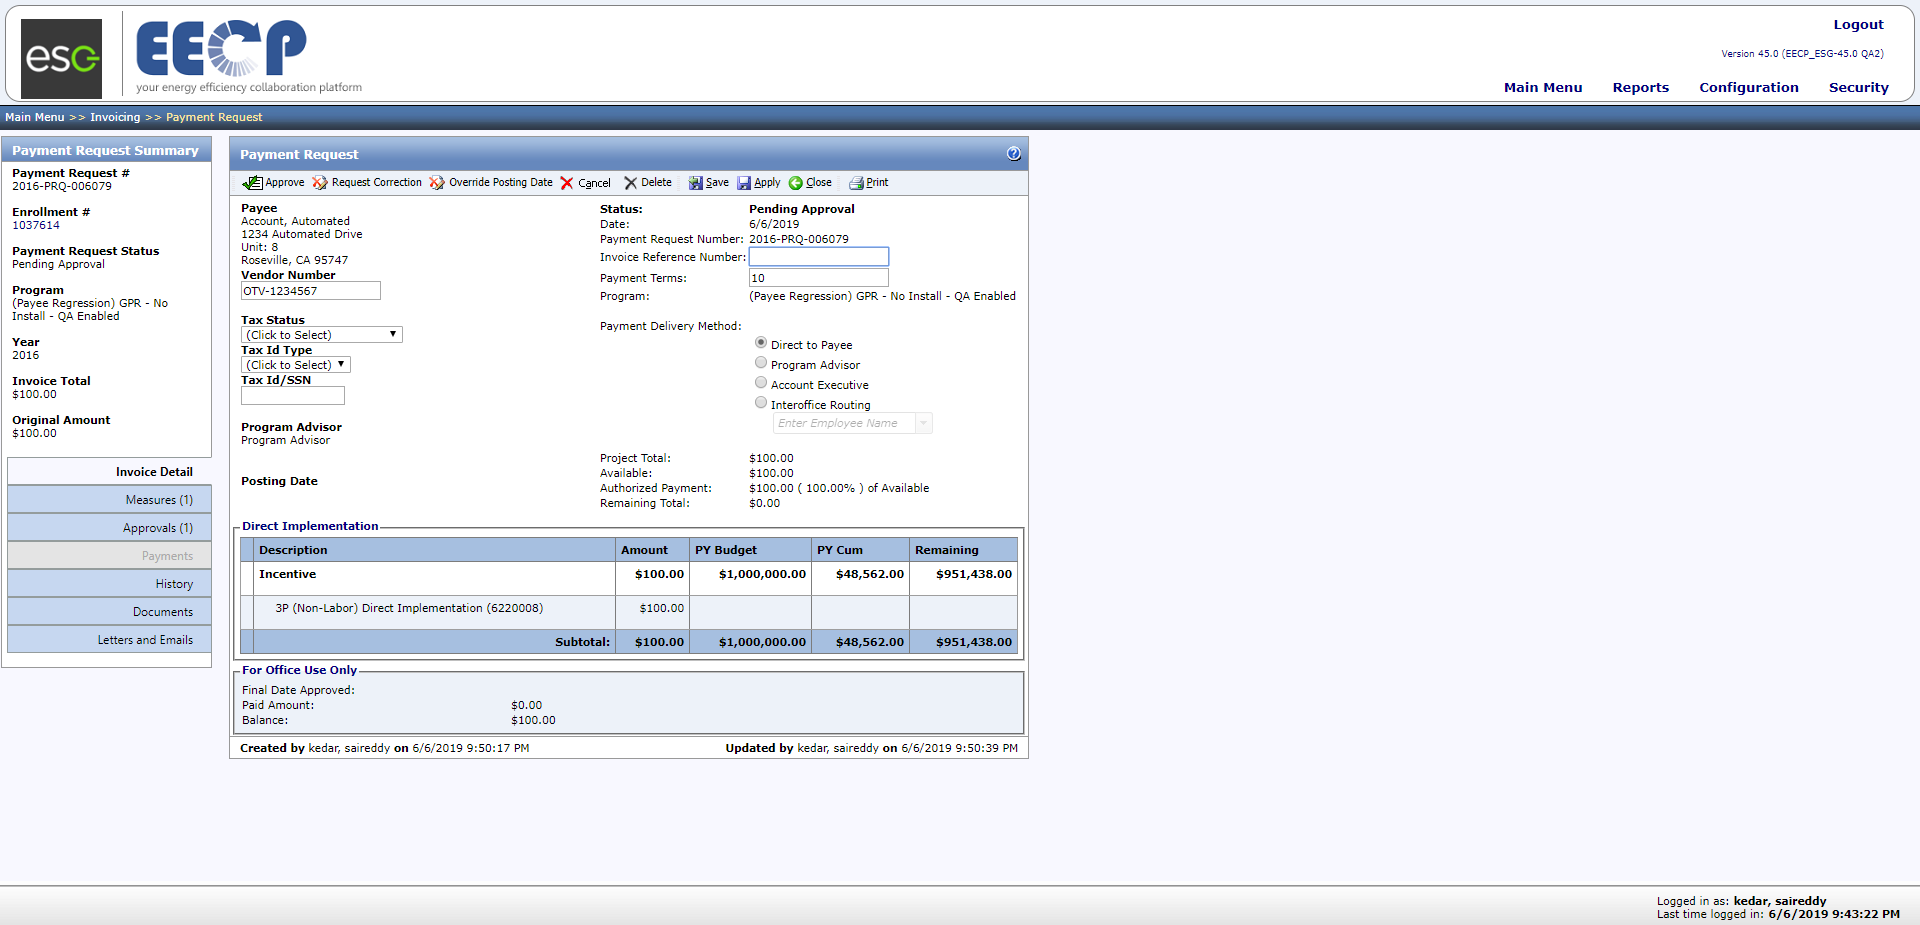 esg
EECP
your energy efficiency collaboration platform
Logout
Version 45.0 (EECP_ESG-45.0 QA2)
Main Menu Reports Configuration Security
Main Menu >> Invoicing >> Payment Request
Payment Request Summary
Payment Request #
2016-PRQ-006079
Enrollment #
1037614
Payment Request Status
Pending Approval
Program
(Payee Regression) GPR - No
Install - QA Enabled
Year
2016
Invoice Total
$100.00
Original Amount
$100.00
Invoice Detail
Measures (1)
Approvals (1)
Payments
History
Documents
Letters and Emails
Payment Request
?
Approve Request Correction Override Posting Date Cancel Delete Save Apply Close Print
Payee
Account, Automated
1234 Automated Drive
Unit: 8
Roseville, CA 95747
Vendor Number
OTV-1234567
Tax Status
(Click to Select)
Tax Id Type
(Click to Select)
Tax Id/SSN
Program Advisor
Program Advisor
Posting Date
Status: Pending Approval
Date: 6/6/2019
Payment Request Number: 2016-PRQ-006079
Invoice Reference Number:
Payment Terms: 10
Program: (Payee Regression) GPR - No Install - QA Enabled
Payment Delivery Method:
Direct to Payee
Program Advisor
Account Executive
Interoffice Routing
Enter Employee Name
Project Total: $100.00
Available: $100.00
Authorized Payment: $100.00 ( 100.00% ) of Available
Remaining Total: $0.00
Direct Implementation
Description Amount PY Budget PY Cum Remaining
Incentive $100.00 $1,000,000.00 $48,562.00 $951,438.00
3P (Non-Labor) Direct Implementation (6220008) $100.00
Subtotal: $100.00 $1,000,000.00 $48,562.00 $951,438.00
For Office Use Only
Final Date Approved:
Paid Amount: $0.00
Balance: $100.00
Created by kedar, saireddy on 6/6/2019 9:50:17 PM Updated by kedar, saireddy on 6/6/2019 9:50:39 PM
Logged in as: kedar, saireddy
Last time logged in: 6/6/2019 9:43:22 PM